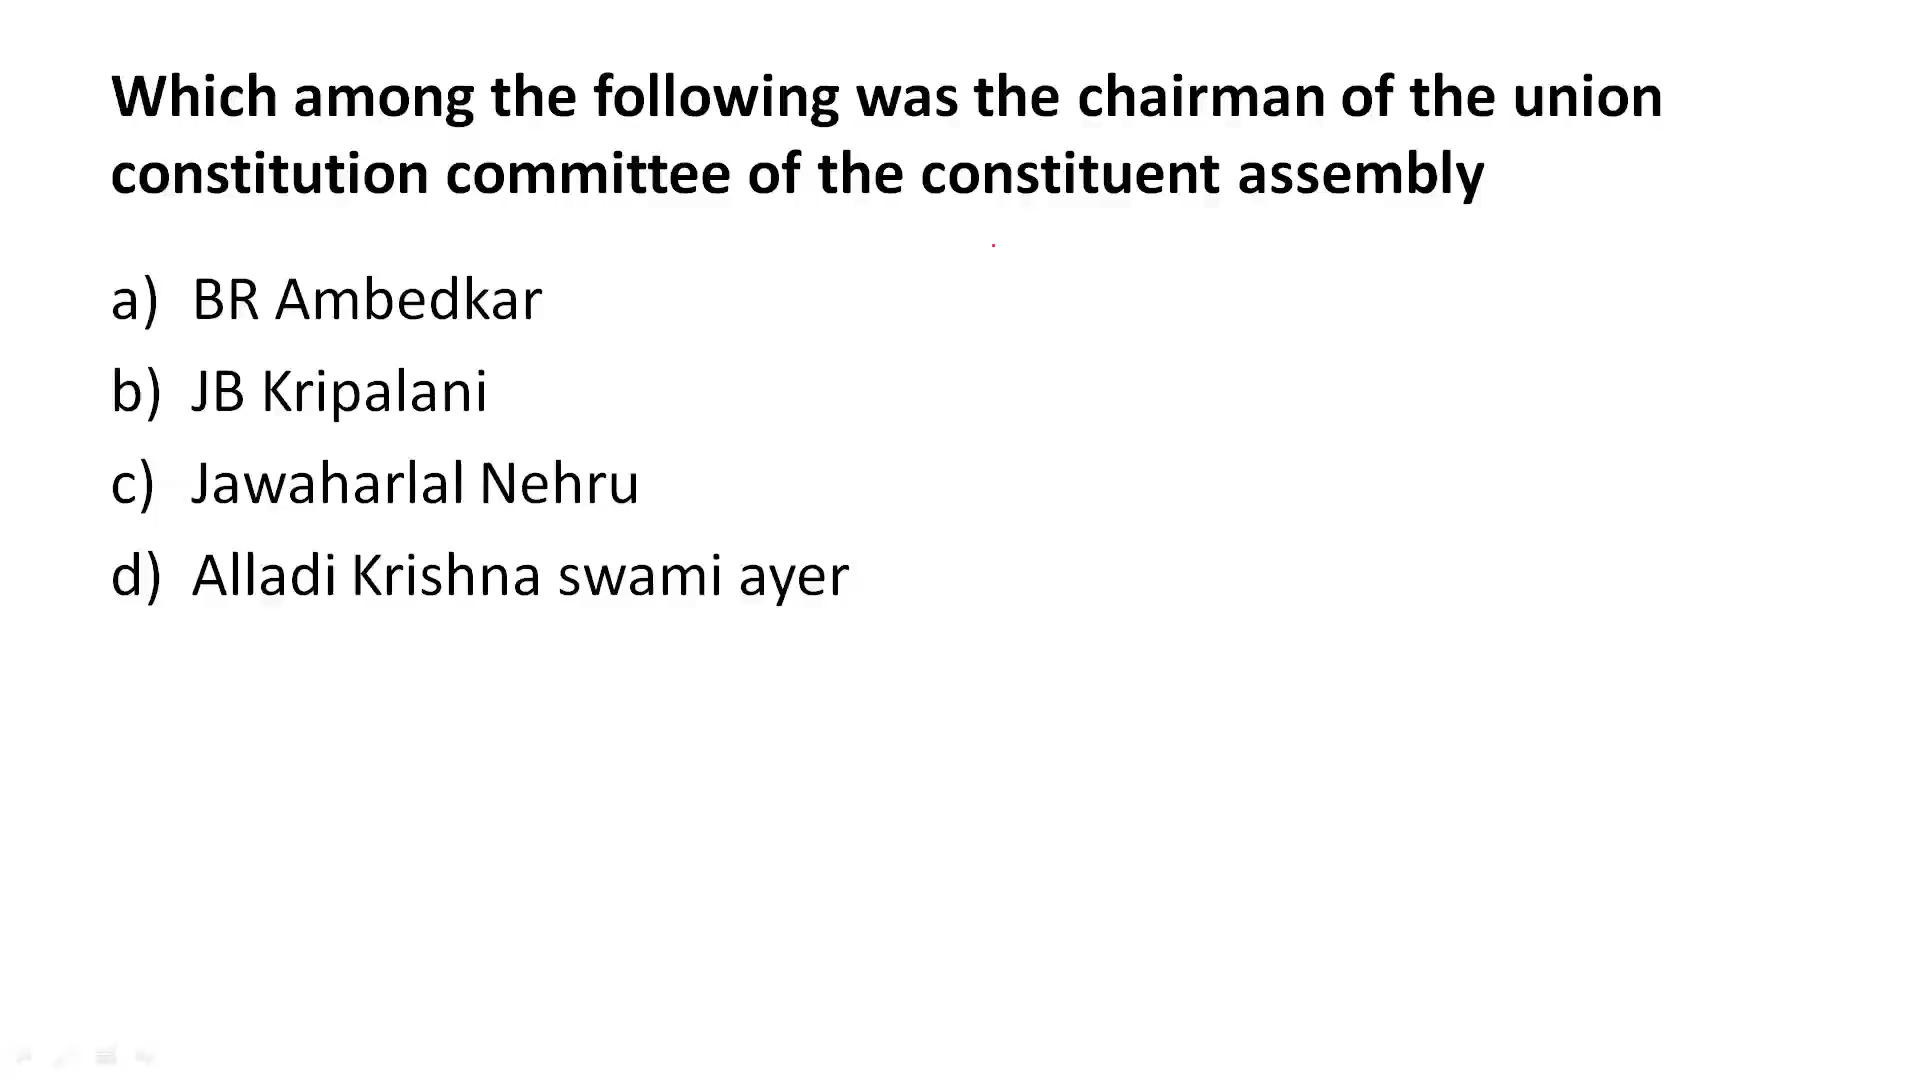 Which among the following was the chairman of the union
constitution committee of the constituent assembly
a) BR Ambedkar
b) JB Kripalani
c) Jawaharlal Nehru
d) Alladi Krishna swami ayer